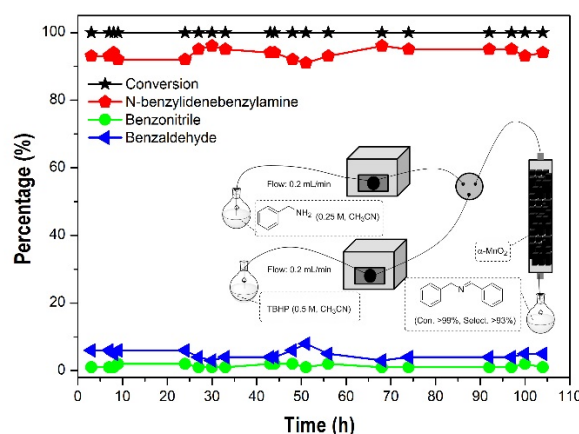 100
80
60
40
20
0
Percentage (%)
Conversion
N-benzylidenebenzylamine
Benzonitrile
Benzaldehyde
Flow: 0.2 mL/min
NH₂ (0.25 M, CH₃CN)
Flow: 0.2 mL/min
TBHP (0.5 M, CH₃CN)
α-MnO₂
N
(Con. >99%, Select. >93%)
0 10 20 30 40 50 60 70 80 90 100 110
Time (h)